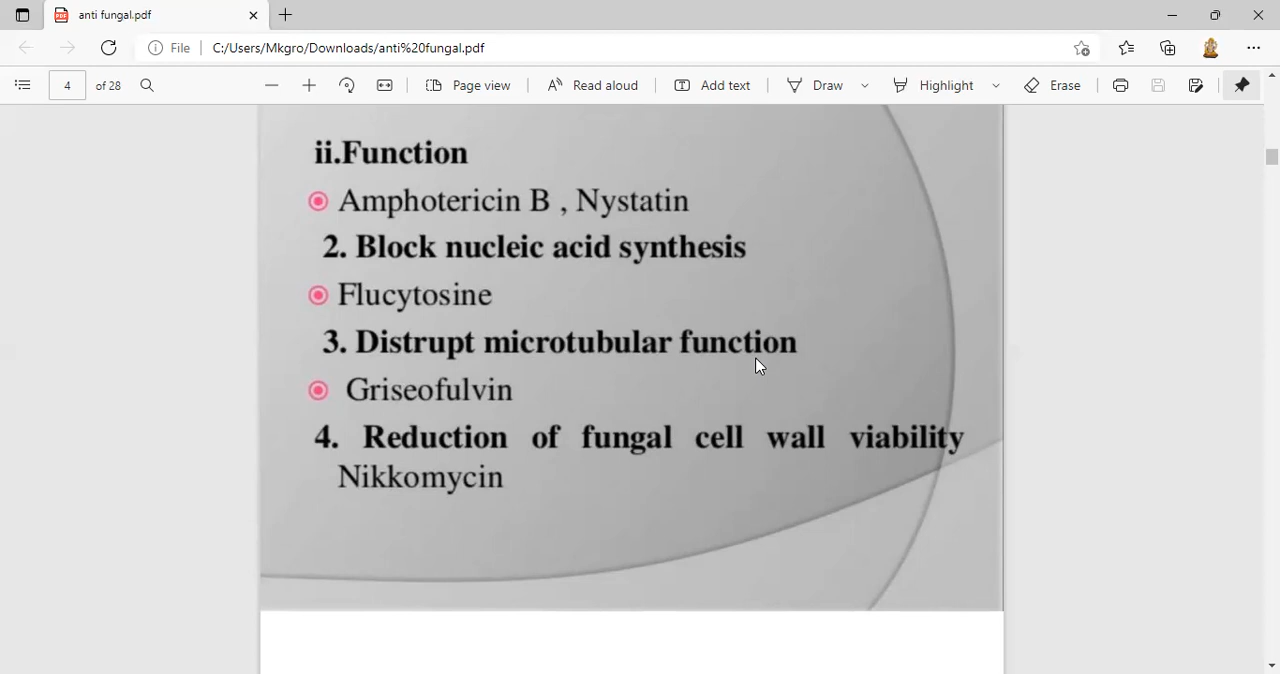 anti fungal.pdf
File C:/Users/Mkgro/Downloads/anti%20fungal.pdf
4 of 28 Page view Read aloud Add text Draw Highlight Erase
ii.Function
Amphotericin B , Nystatin
2. Block nucleic acid synthesis
Flucytosine
3. Distrupt microtubular function
Griseofulvin
4. Reduction of fungal cell wall viability
Nikkomycin